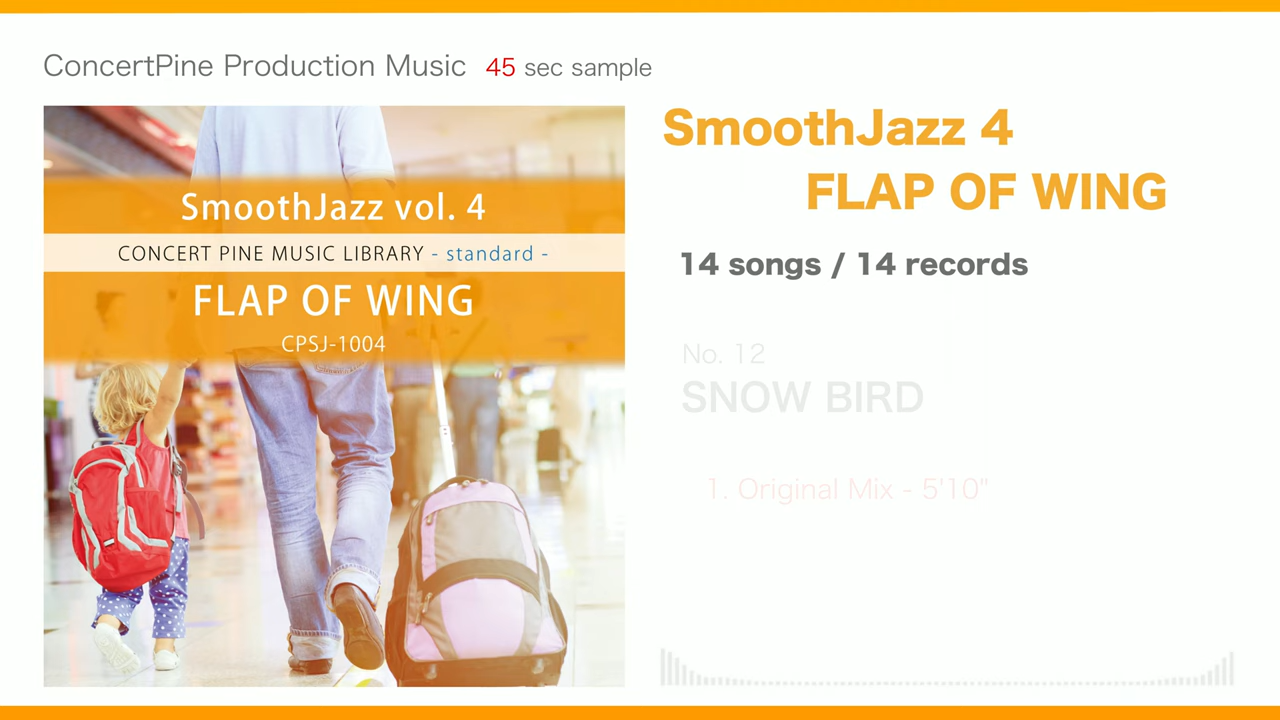 ConcertPine Production Music 45 sec sample
SmoothJazz vol. 4
CONCERT PINE MUSIC LIBRARY - standard -
FLAP OF WING
CPSJ-1004
SmoothJazz 4
FLAP OF WING
14 songs / 14 records
No. 12
SNOW BIRD
1. Original Mix - 5'10"